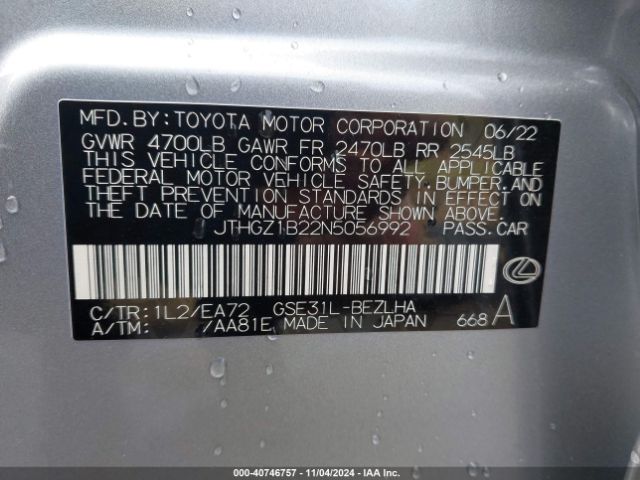 MFD.BY:TOYOTA MOTOR CORPORATION 06/22
GVWR 4700LB GAWR FR 2470LB RR 2545LB
THIS VEHICLE CONFORMS TO ALL APPLICABLE
FEDERAL MOTOR VEHICLE SAFETY,BUMPER,AND
THEFT PREVENTION STANDARDS IN EFFECT ON
THE DATE OF MANUFACTURE SHOWN ABOVE.
JTHGZ1B22N5056992 PASS.CAR
C/TR:1L2/EA72 GSE31L-BEZLHA
A/TM: /AA81E MADE IN JAPAN 668 A
000-40746757 - 11/04/2024 - IAA Inc.